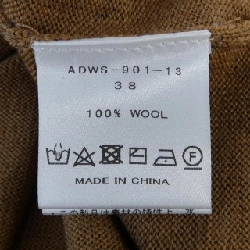 ADWS-901-13
38
100% WOOL
MADE IN CHINA